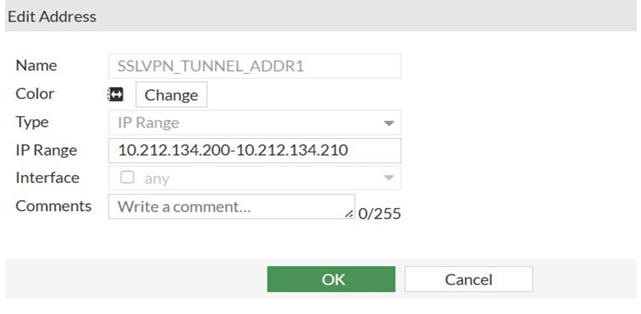 Edit Address
Name SSLVPN_TUNNEL_ADDR1
Color Change
Type IP Range
IP Range 10.212.134.200-10.212.134.210
Interface any
Comments Write a comment... 0/255
OK Cancel